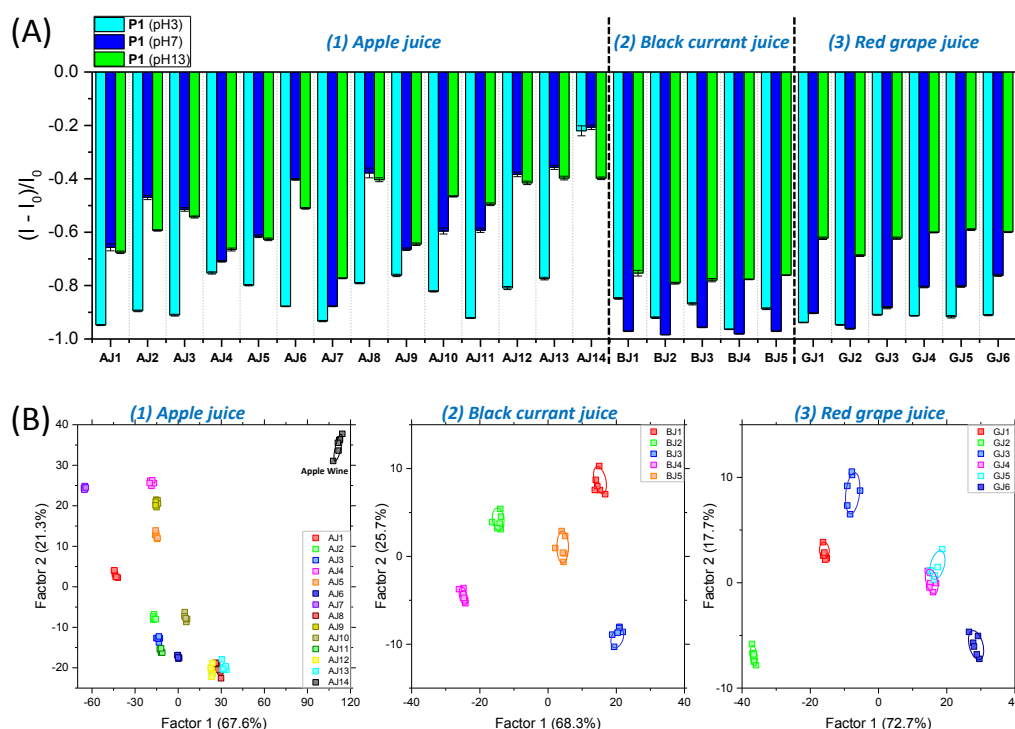 (A)
P1 (pH3)
P1 (pH7)
P1 (pH13)
(1) Apple juice
(2) Black currant juice
(3) Red grape juice
(I - I0)/I0
0.0
-0.2
-0.4
-0.6
-0.8
-1.0
AJ1 AJ2 AJ3 AJ4 AJ5 AJ6 AJ7 AJ8 AJ9 AJ10 AJ11 AJ12 AJ13 AJ14 BJ1 BJ2 BJ3 BJ4 BJ5 GJ1 GJ2 GJ3 GJ4 GJ5 GJ6
(B)
(1) Apple juice
Factor 2 (21.3%)
40
30
20
10
0
-10
-20
Apple Wine
AJ1
AJ2
AJ3
AJ4
AJ5
AJ6
AJ7
AJ8
AJ9
AJ10
AJ11
AJ12
AJ13
AJ14
-60 -30 0 30 60 90 120
Factor 1 (67.6%)
(2) Black currant juice
Factor 2 (25.7%)
10
0
-10
BJ1
BJ2
BJ3
BJ4
BJ5
-40 -20 0 20 40
Factor 1 (68.3%)
(3) Red grape juice
Factor 2 (17.7%)
10
0
-10
GJ1
GJ2
GJ3
GJ4
GJ5
GJ6
-40 -20 0 20 40
Factor 1 (72.7%)